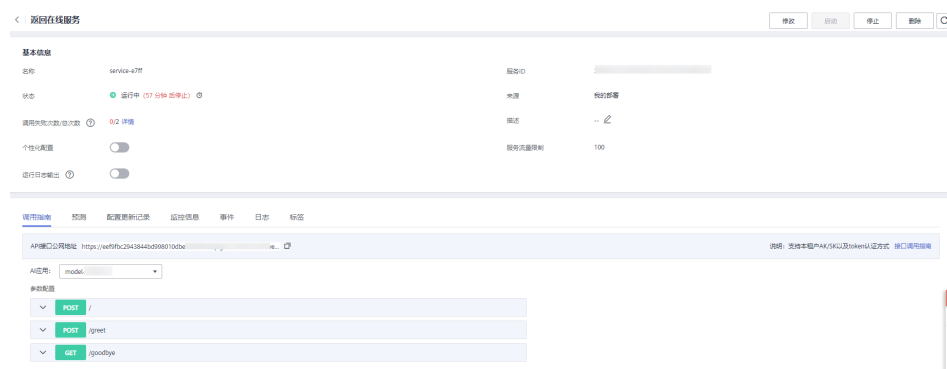 返回在线服务
修改 启动 停止 删除
基本信息
名称 service-e7ff 服务ID
状态 运行中 (57 分钟 后停止) 来源 我的部署
调用失败次数/总次数 0/2 详情 描述 --
个性化配置 服务流量限制 100
运行日志输出
调用指南 预测 配置更新记录 监控信息 事件 日志 标签
API接口公网地址 说明：支持本租户AK/SK以及token认证方式 接口调用指南
AI应用: model-
参数配置
POST /
POST /greet
GET /goodbye